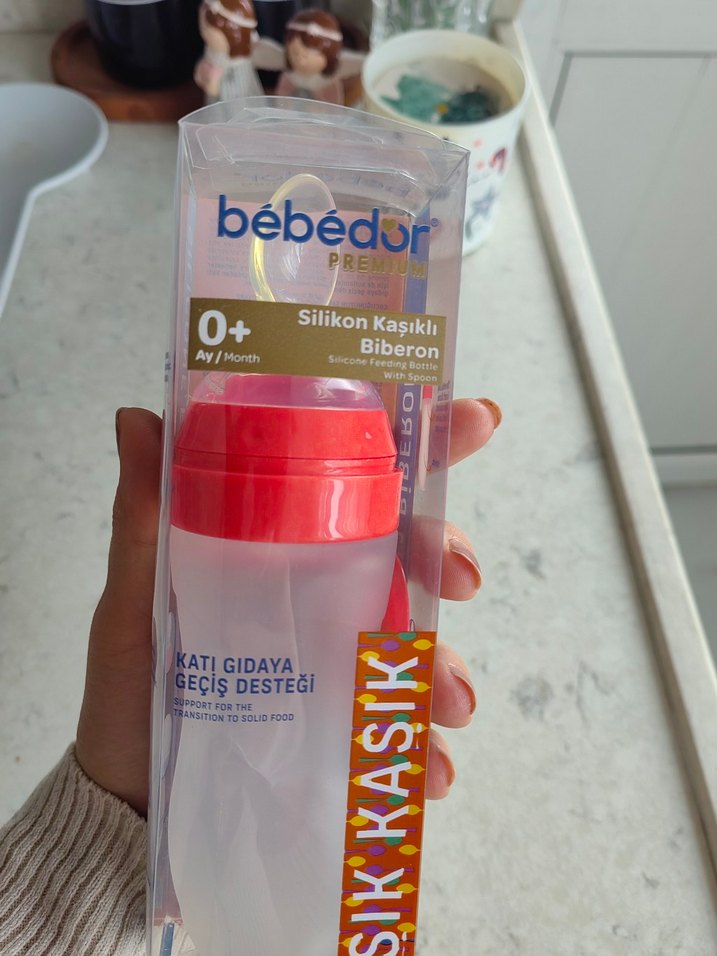 bébédor®
PREMIUM
0+
Ay / Month
Silikon Kaşıklı
Biberon
Silicone Feeding Bottle
With Spoon
KATI GIDAYA
GEÇİŞ DESTEĞİ
SUPPORT FOR THE
TRANSITION TO SOLID FOOD
ŞIK KAŞIK